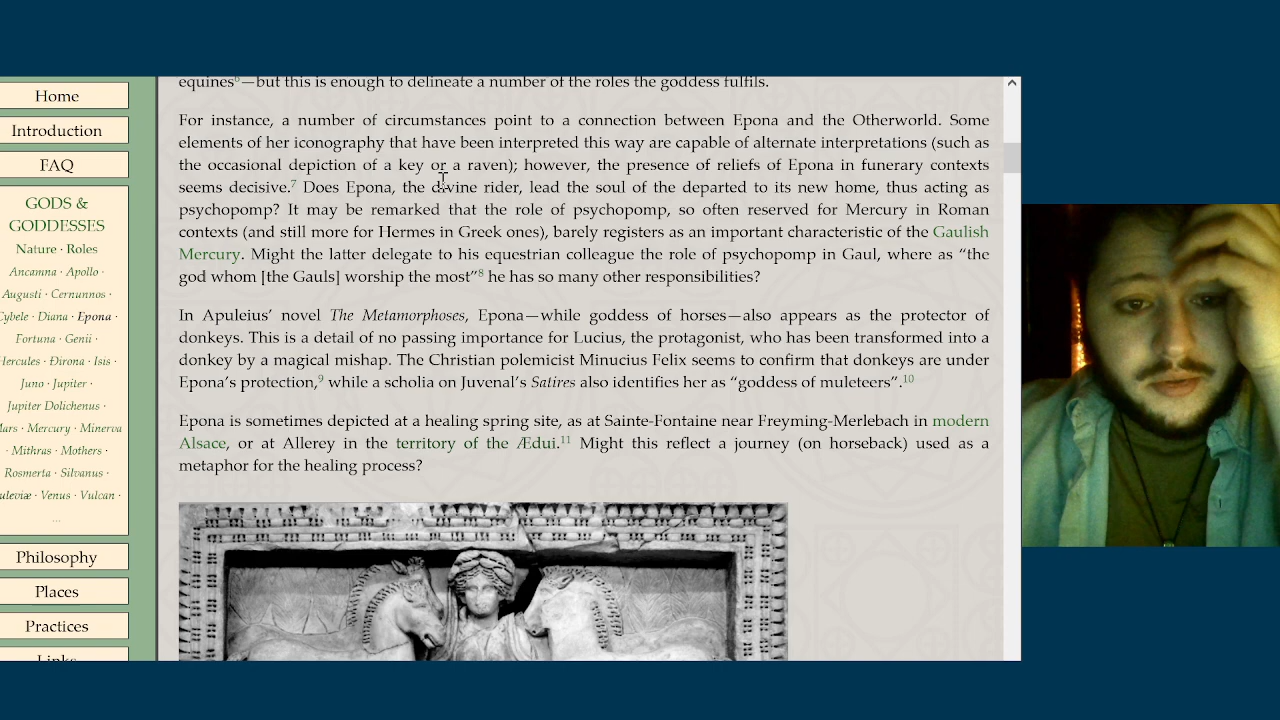 Home
Introduction
FAQ
GODS &
GODDESSES
Nature · Roles
Ancamna · Apollo ·
Augusti · Cernunnos ·
Cybele · Diana · Epona ·
Fortuna · Genii ·
Hercules · Đirona · Isis ·
Juno · Jupiter ·
Jupiter Dolichenus ·
Mars · Mercury · Minerva
· Mithras · Mothers ·
Rosmerta · Silvanus ·
· Venus · Vulcan ·
...
Philosophy
Places
Practices
Links
equines6—but this is enough to delineate a number of the roles the goddess fulfils.
For instance, a number of circumstances point to a connection between Epona and the Otherworld. Some
elements of her iconography that have been interpreted this way are capable of alternate interpretations (such as
the occasional depiction of a key or a raven); however, the presence of reliefs of Epona in funerary contexts
seems decisive.7 Does Epona, the divine rider, lead the soul of the departed to its new home, thus acting as
psychopomp? It may be remarked that the role of psychopomp, so often reserved for Mercury in Roman
contexts (and still more for Hermes in Greek ones), barely registers as an important characteristic of the Gaulish
Mercury. Might the latter delegate to his equestrian colleague the role of psychopomp in Gaul, where as “the
god whom [the Gauls] worship the most”8 he has so many other responsibilities?
In Apuleius’ novel The Metamorphoses, Epona—while goddess of horses—also appears as the protector of
donkeys. This is a detail of no passing importance for Lucius, the protagonist, who has been transformed into a
donkey by a magical mishap. The Christian polemicist Minucius Felix seems to confirm that donkeys are under
Epona’s protection,9 while a scholia on Juvenal’s Satires also identifies her as “goddess of muleteers”.10
Epona is sometimes depicted at a healing spring site, as at Sainte-Fontaine near Freyming-Merlebach in modern
Alsace, or at Allerey in the territory of the Ædui.11 Might this reflect a journey (on horseback) used as a
metaphor for the healing process?